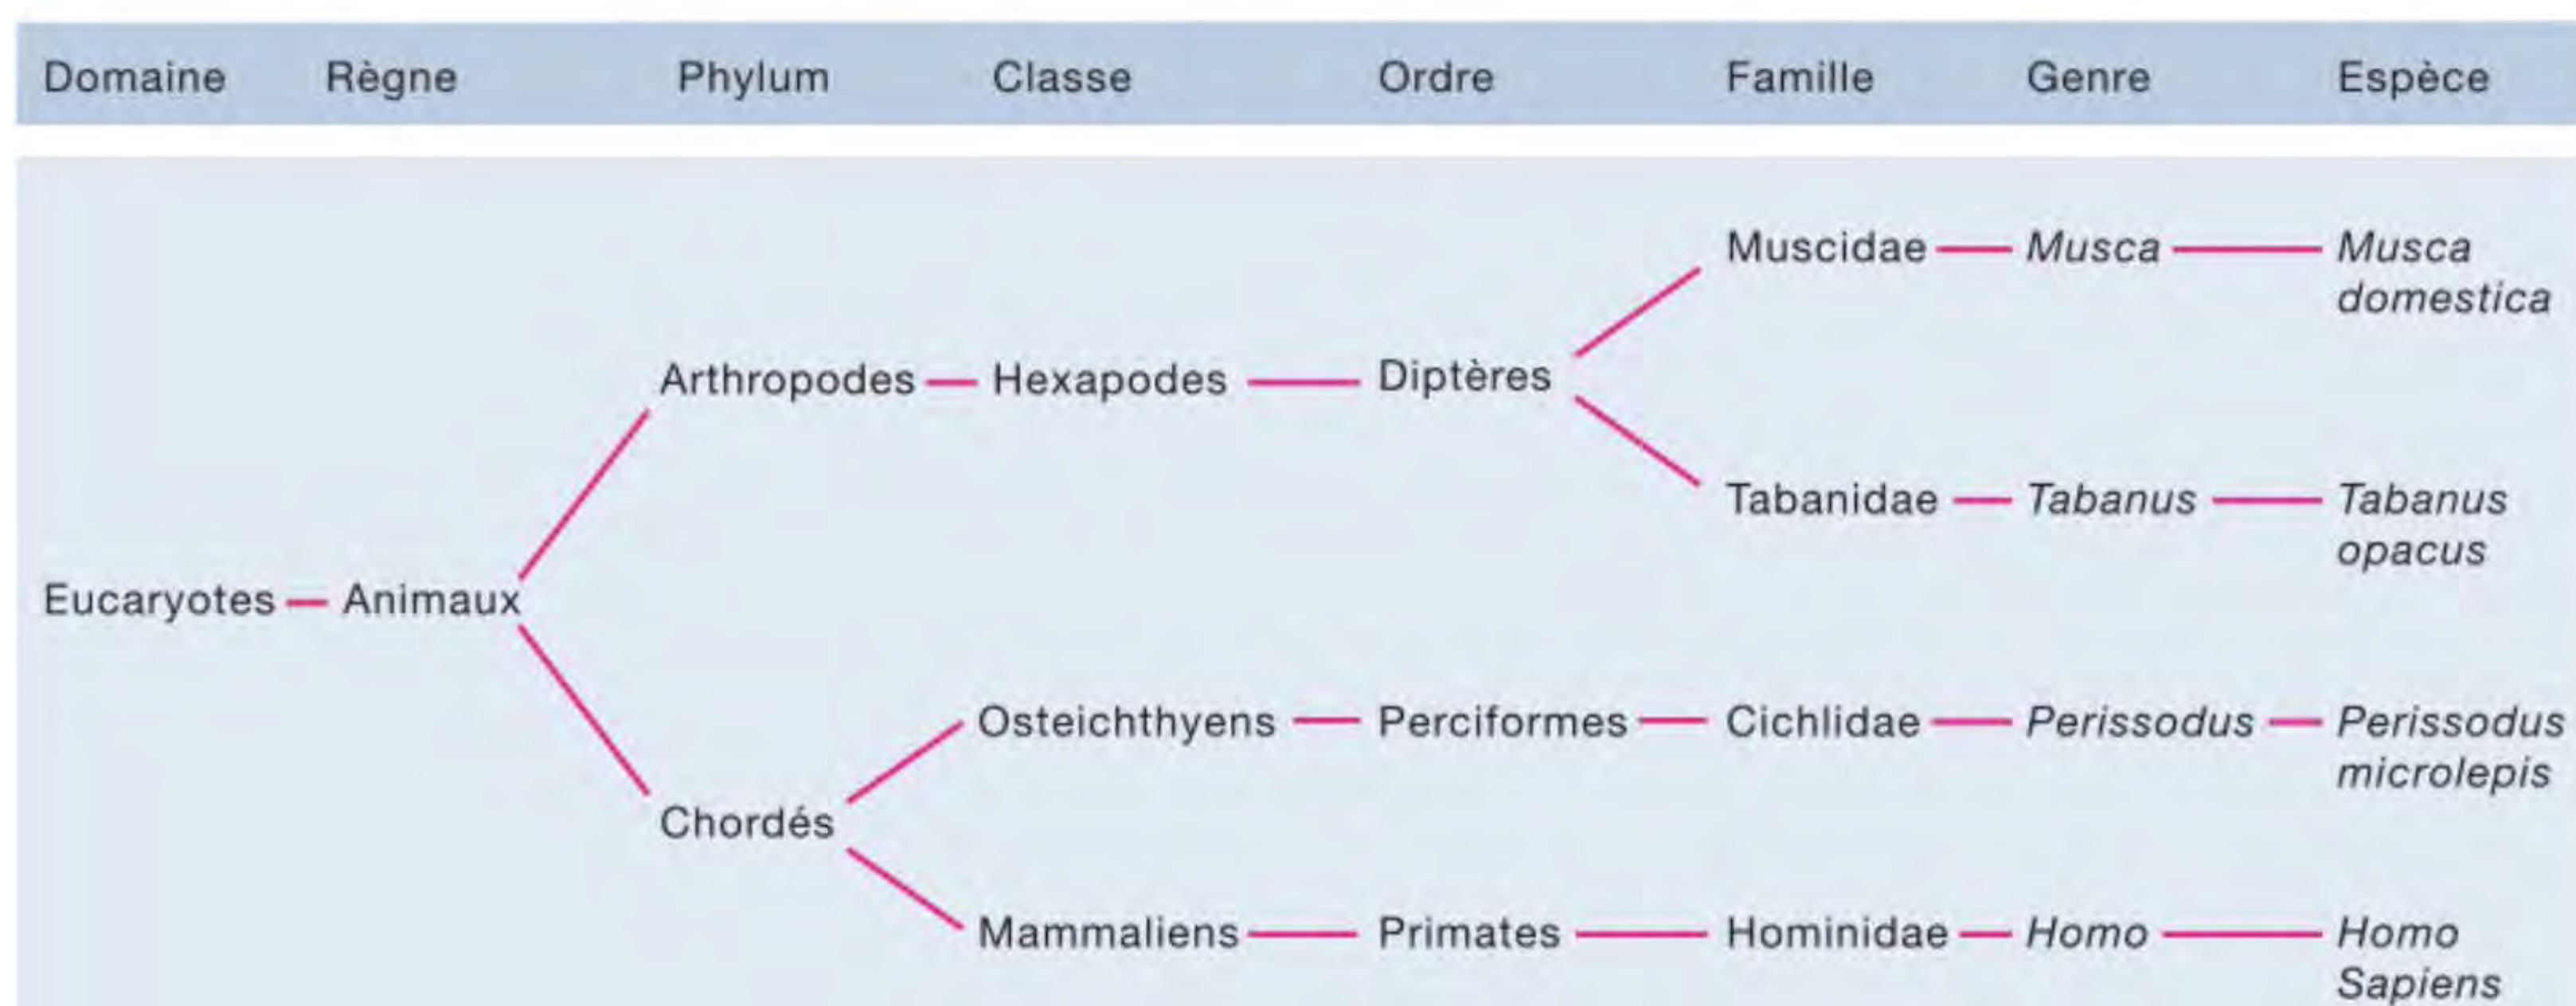 Domaine Règne Phylum Classe Ordre Famille Genre Espèce
Muscidae Musca Musca
domestica
Arthropodes Hexapodes Diptères
Tabanidae Tabanus Tabanus
opacus
Eucaryotes Animaux
Osteichthyens Perciformes Cichlidae Perissodus Perissodus
microlepis
Chordés
Mammaliens Primates Hominidae Homo Homo
Sapiens